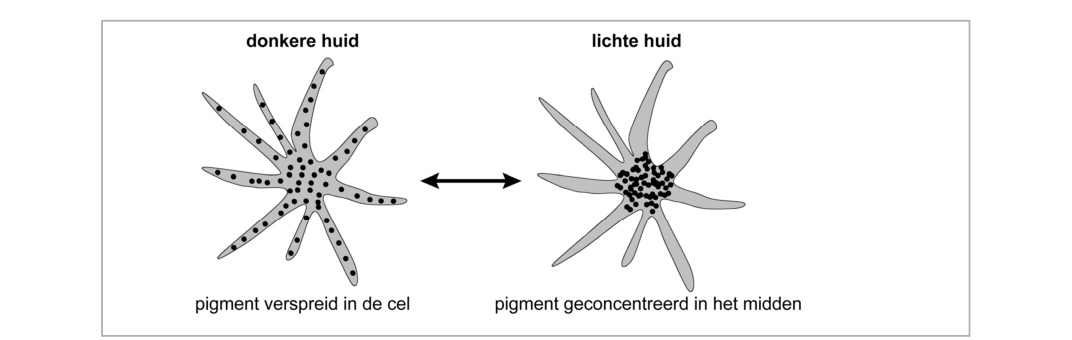 donkere huid
lichte huid
pigment verspreid in de cel
pigment geconcentreerd in het midden